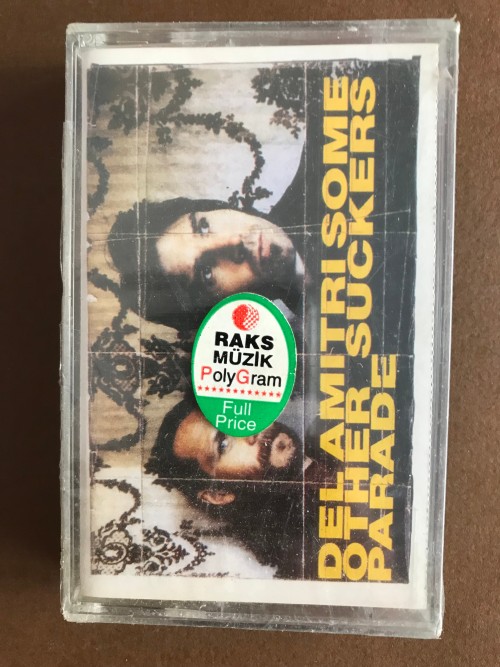 DEL AMITRI SOME
OTHER SUCKERS
PARADE
RAKS
MÜZİK
PolyGram
Full
Price